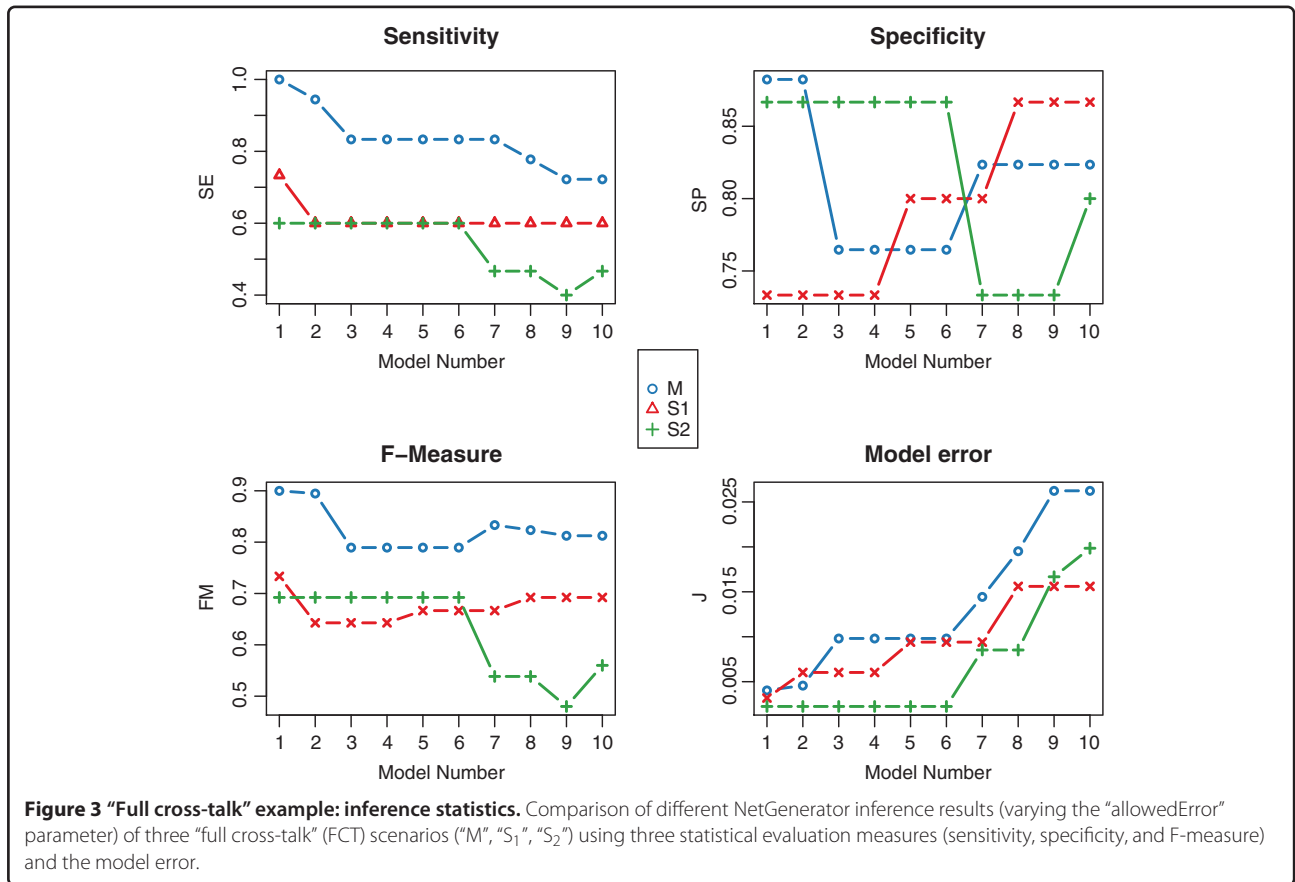 Sensitivity
SE
1.0
0.8
0.6
0.4
1 2 3 4 5 6 7 8 9 10
Model Number
Specificity
SP
0.85
0.80
0.75
1 2 3 4 5 6 7 8 9 10
Model Number
M
S1
S2
F−Measure
FM
0.9
0.8
0.7
0.6
0.5
1 2 3 4 5 6 7 8 9 10
Model Number
Model error
J
0.025
0.015
0.005
1 2 3 4 5 6 7 8 9 10
Model Number
Figure 3 “Full cross-talk” example: inference statistics. Comparison of different NetGenerator inference results (varying the “allowedError”
parameter) of three “full cross-talk” (FCT) scenarios (“M”, “S1”, “S2”) using three statistical evaluation measures (sensitivity, specificity, and F-measure)
and the model error.